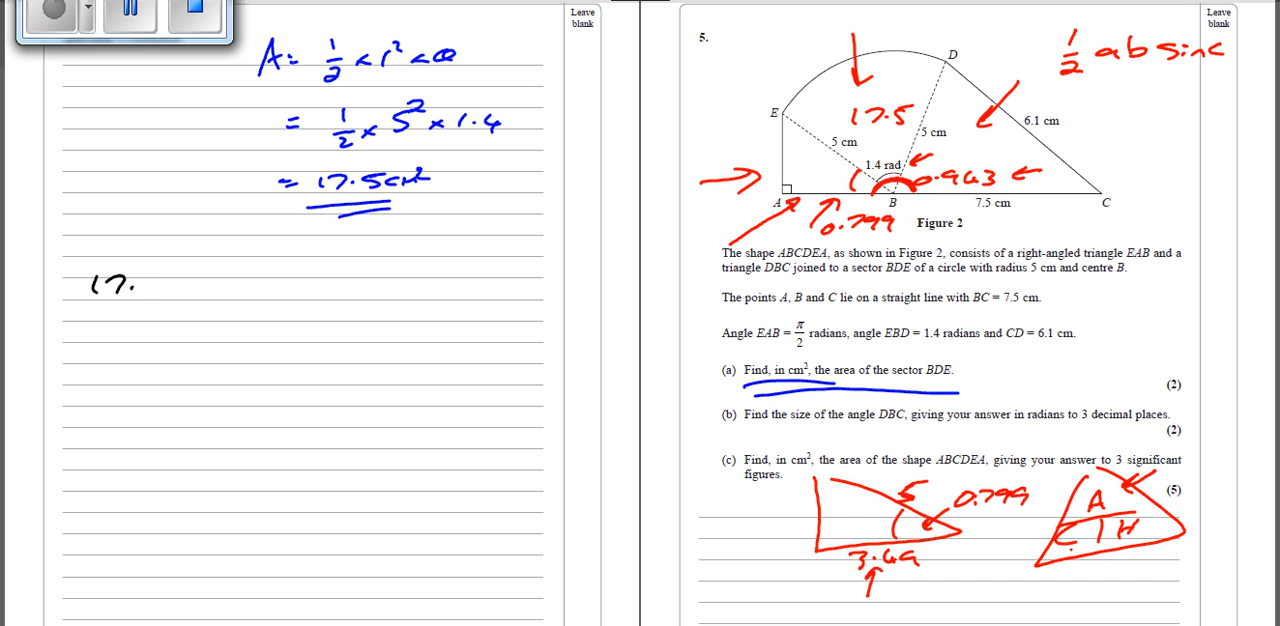 Leave
blank
A = 1/2 × r² × θ
= 1/2 × 5² × 1.4
= 17.5cm²
17.
Leave
blank
5.
1/2 ab sin C
D
E
17.5
6.1 cm
5 cm
5 cm
1.4 rad
0.943
A
B
7.5 cm
C
0.799
Figure 2
The shape ABCDEA, as shown in Figure 2, consists of a right-angled triangle EAB and a
triangle DBC joined to a sector BDE of a circle with radius 5 cm and centre B.
The points A, B and C lie on a straight line with BC = 7.5 cm.
Angle EAB = π/2 radians, angle EBD = 1.4 radians and CD = 6.1 cm.
(a) Find, in cm², the area of the sector BDE.
(2)
(b) Find the size of the angle DBC, giving your answer in radians to 3 decimal places.
(2)
(c) Find, in cm², the area of the shape ABCDEA, giving your answer to 3 significant
figures.
(5)
5
0.799
3.49
A
C H